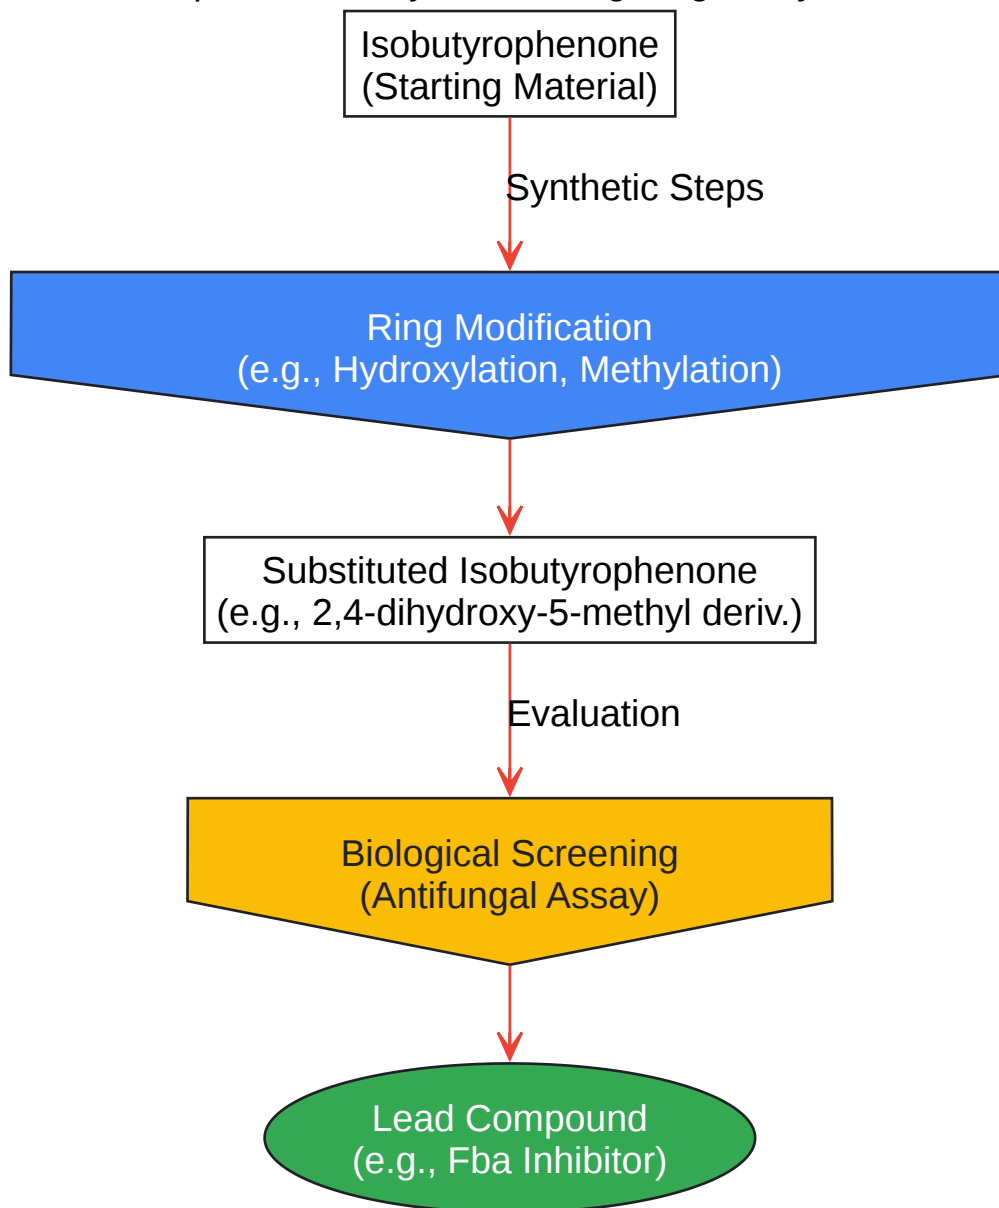 Isobutyrophenone
(Starting Material)
Synthetic Steps
Ring Modification
(e.g., Hydroxylation, Methylation)
Substituted Isobutyrophenone
(e.g., 2,4-dihydroxy-5-methyl deriv.)
Evaluation
Biological Screening
(Antifungal Assay)
Lead Compound
(e.g., Fba Inhibitor)